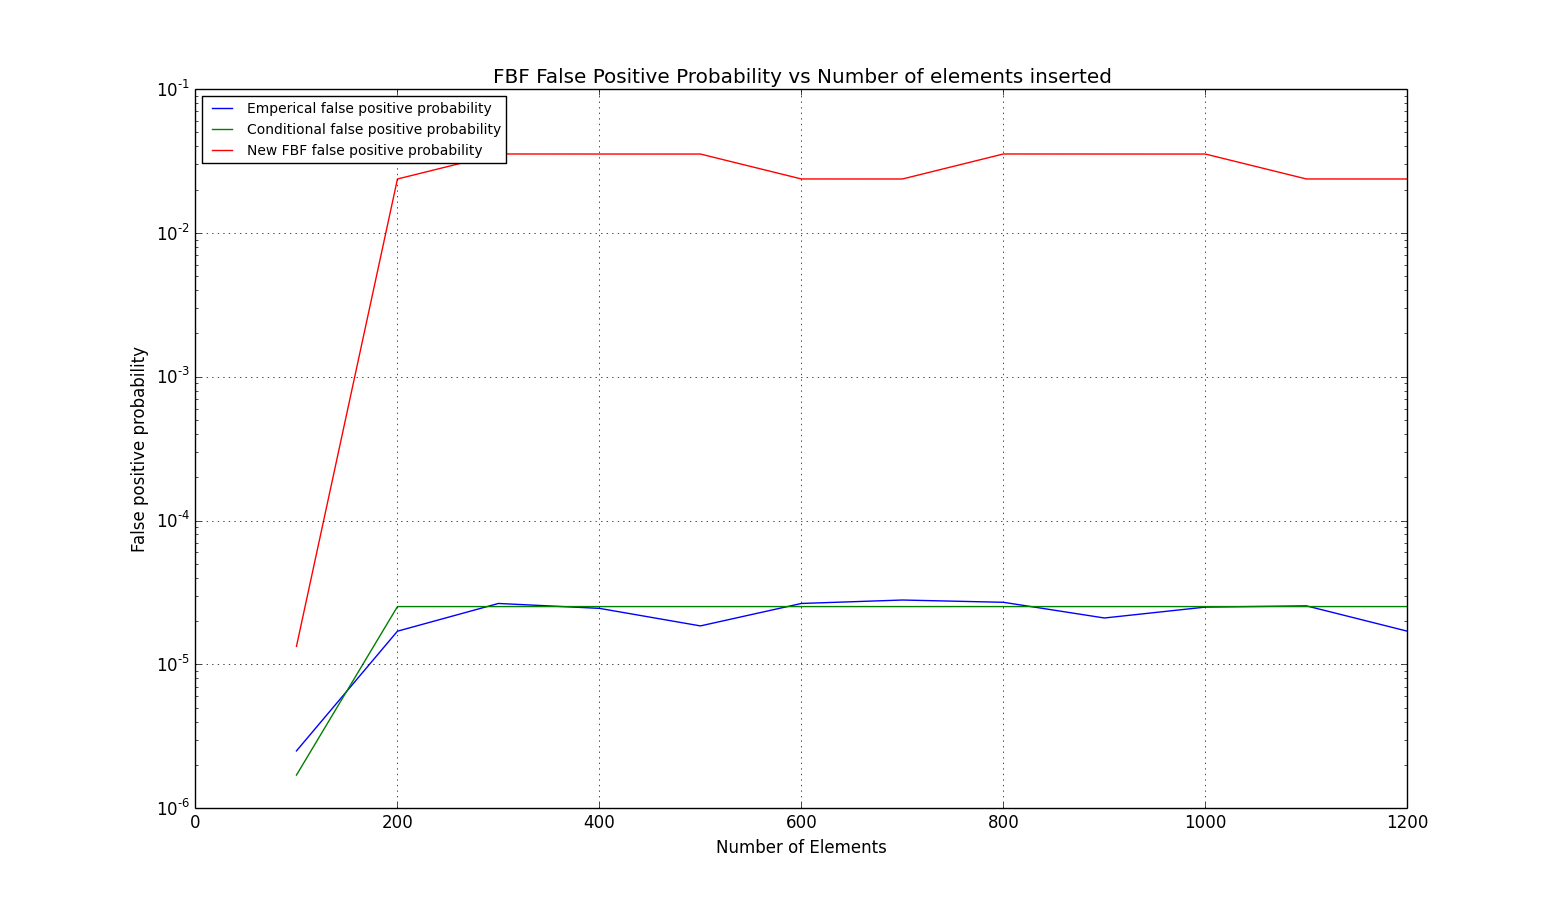 FBF False Positive Probability vs Number of elements inserted
Emperical false positive probability
Conditional false positive probability
New FBF false positive probability
10^-1
10^-2
10^-3
10^-4
10^-5
10^-6
False positive probability
0 200 400 600 800 1000 1200
Number of Elements